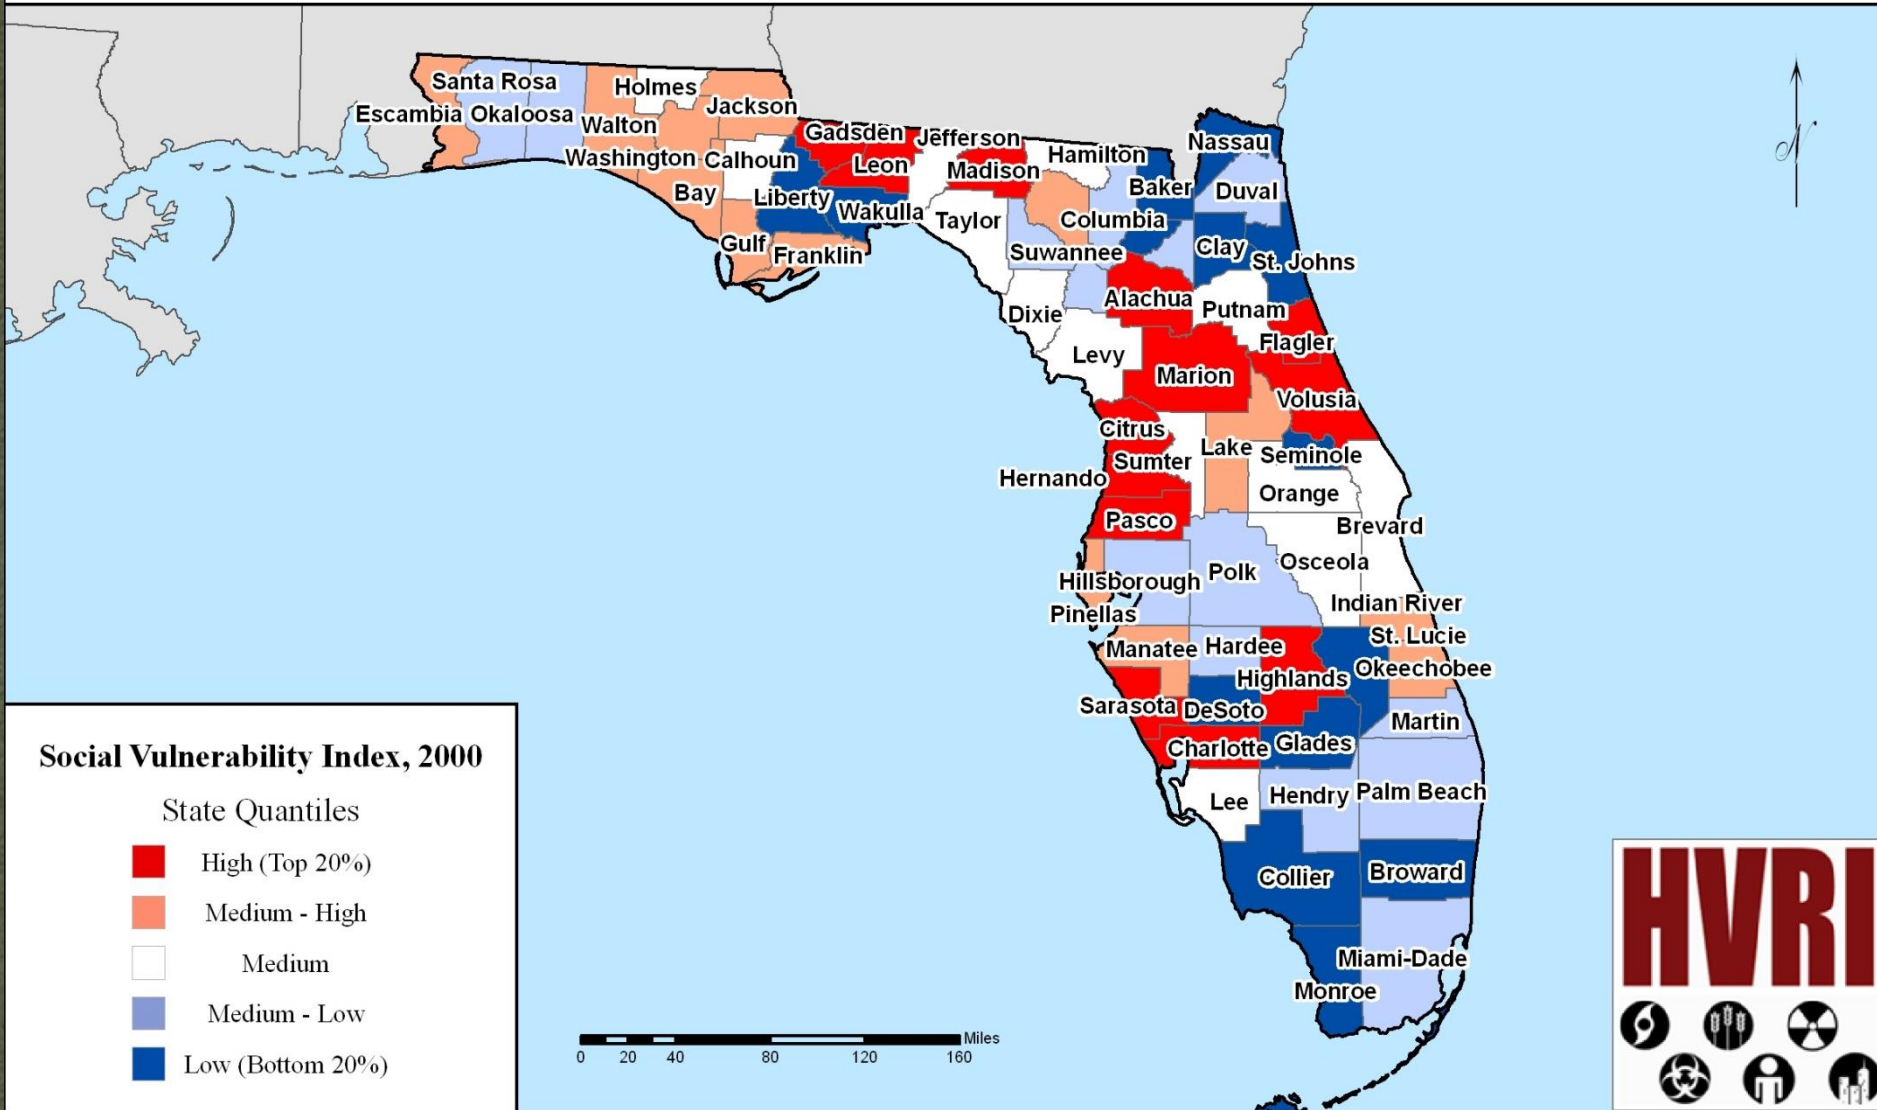 Santa Rosa
Holmes
Escambia
Okaloosa
Jackson
Walton
Washington
Calhoun
Bay
Gulf
Franklin
Gadsden
Jefferson
Leon
Madison
Hamilton
Liberty
Wakulla
Taylor
Nassau
Baker
Duval
Columbia
Suwannee
Clay
St. Johns
Dixie
Alachua
Putnam
Flagler
Levy
Marion
Volusia
Citrus
Sumter
Lake
Seminole
Hernando
Orange
Pasco
Brevard
Osceola
Hillsborough
Polk
Pinellas
Indian River
St. Lucie
Manatee
Hardee
Okeechobee
Highlands
Sarasota
DeSoto
Martin
Charlotte
Glades
Lee
Hendry
Palm Beach
Collier
Broward
Miami-Dade
Monroe
N
Social Vulnerability Index, 2000
State Quantiles
High (Top 20%)
Medium - High
Medium
Medium - Low
Low (Bottom 20%)
Miles
0 20 40 80 120 160
HVRI